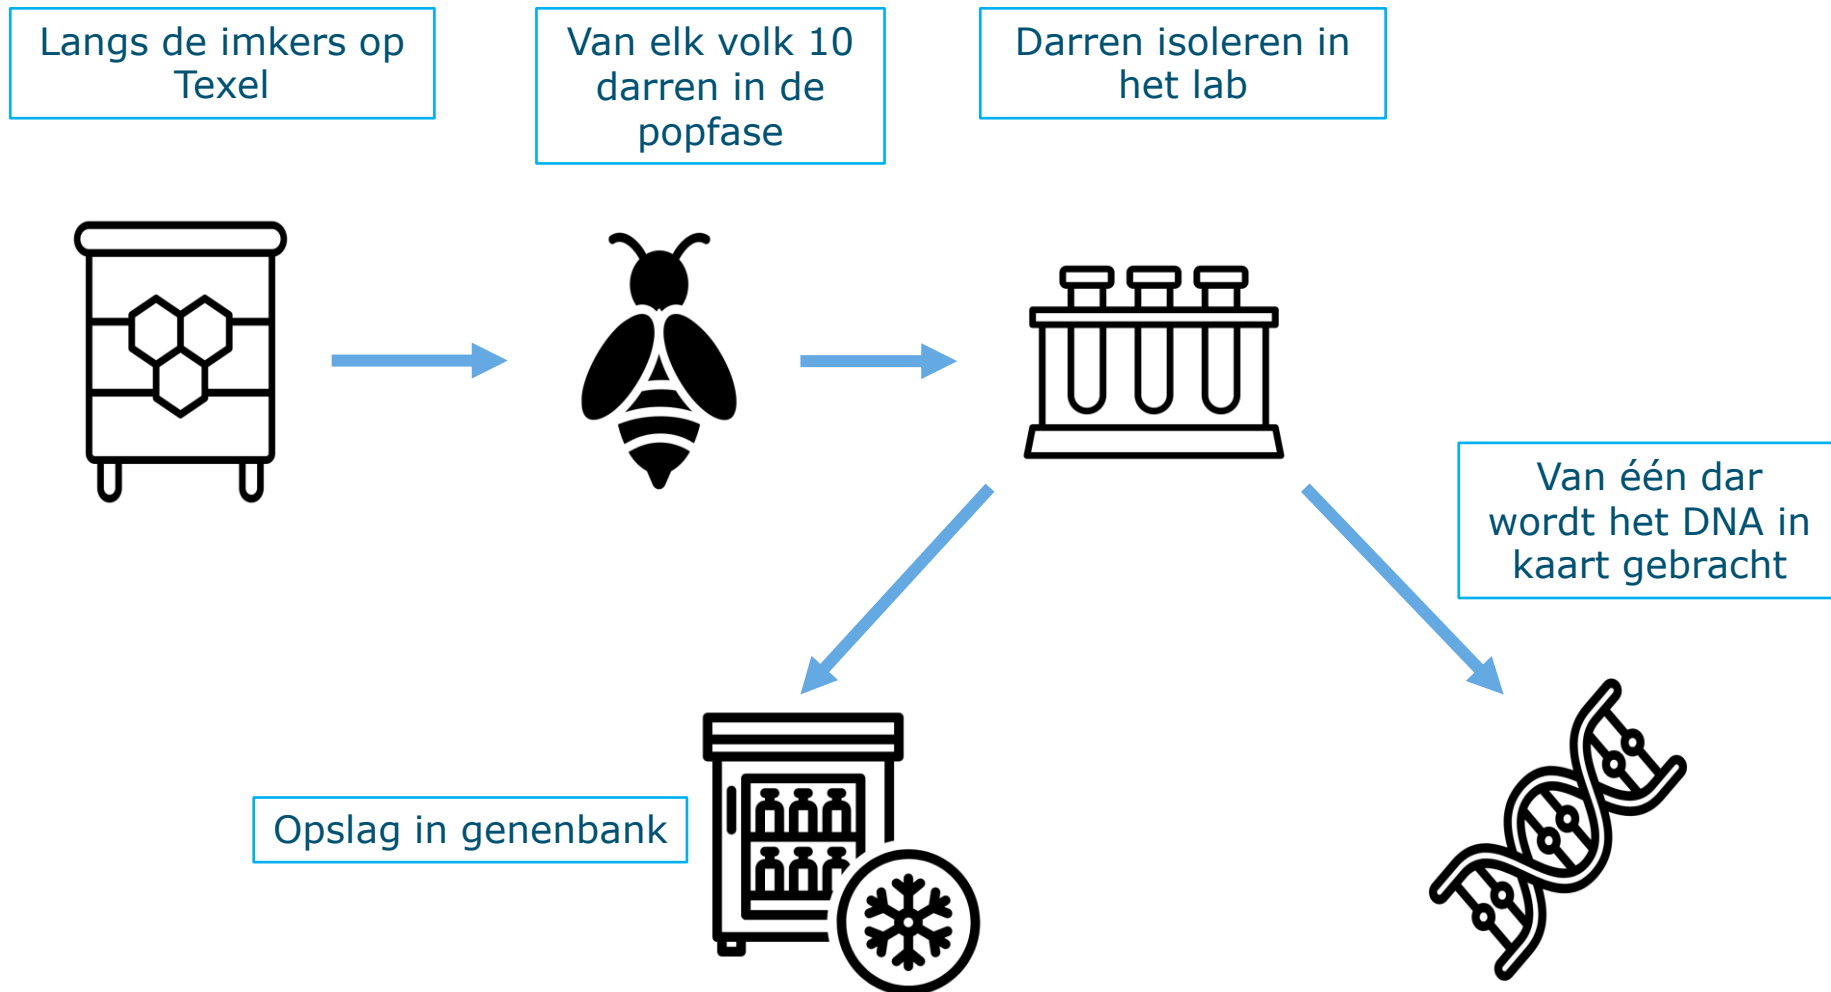 Langs de imkers op
Texel
Van elk volk 10
darren in de
popfase
Darren isoleren in
het lab
Van één dar
wordt het DNA in
kaart gebracht
Opslag in genenbank